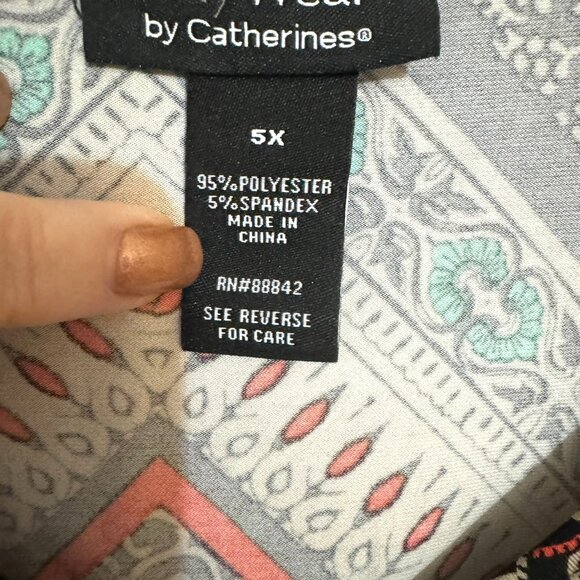 by Catherines®
5X
95%POLYESTER
5%SPANDEX
MADE IN
CHINA
RN#88842
SEE REVERSE
FOR CARE